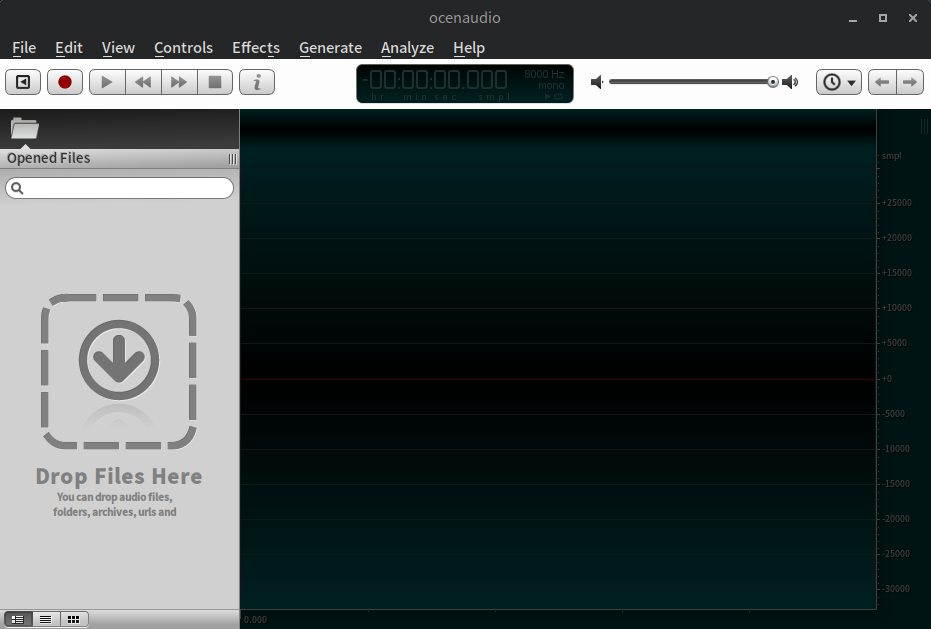 ocenaudio
File Edit View Controls Effects Generate Analyze Help
-00:00:00.000
8000 Hz
mono
hr min sec smpl
Opened Files
smpl
+25000
+20000
+15000
+10000
+5000
+0
-5000
-10000
-15000
-20000
-25000
-30000
Drop Files Here
You can drop audio files,
folders, archives, urls and
0.000